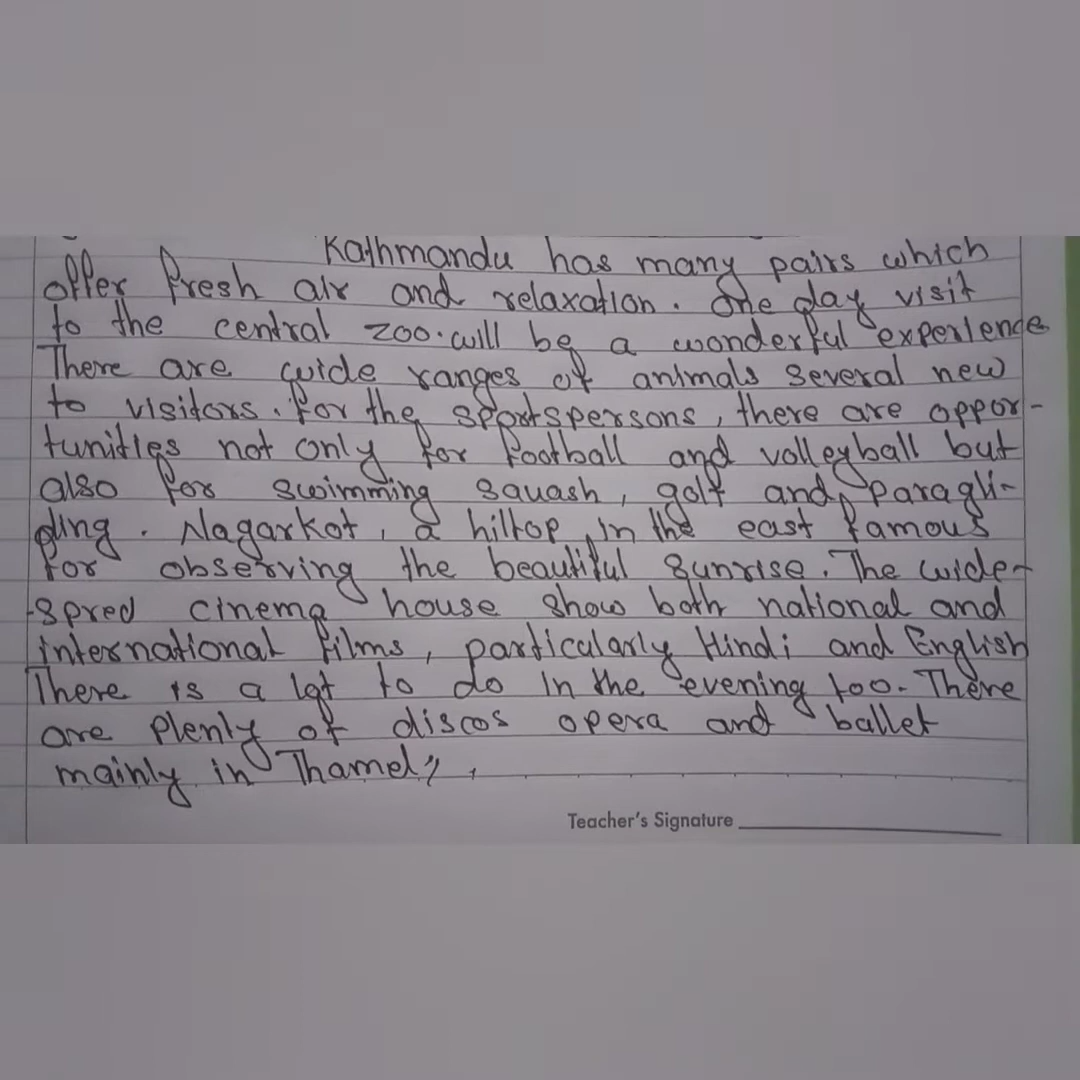 Kathmandu has many pairs which
offer fresh air and relaxation. One day visit
to the central zoo. will be a wonderful experience
There are wide ranges of animals several new
to visitors. for the sportspersons, there are oppor-
tunities not only for football and volleyball but
also for swimming squash, golf and paragli-
ding. Nagarkot, a hiltop in the east famous
for observing the beautiful sunrise. The wide-
-spred cinema house show both national and
international films, particularly Hindi and English
There is a lot to do in the evening too. There
are plenty of discos opera and ballet
mainly in Thamel
Teacher's Signature